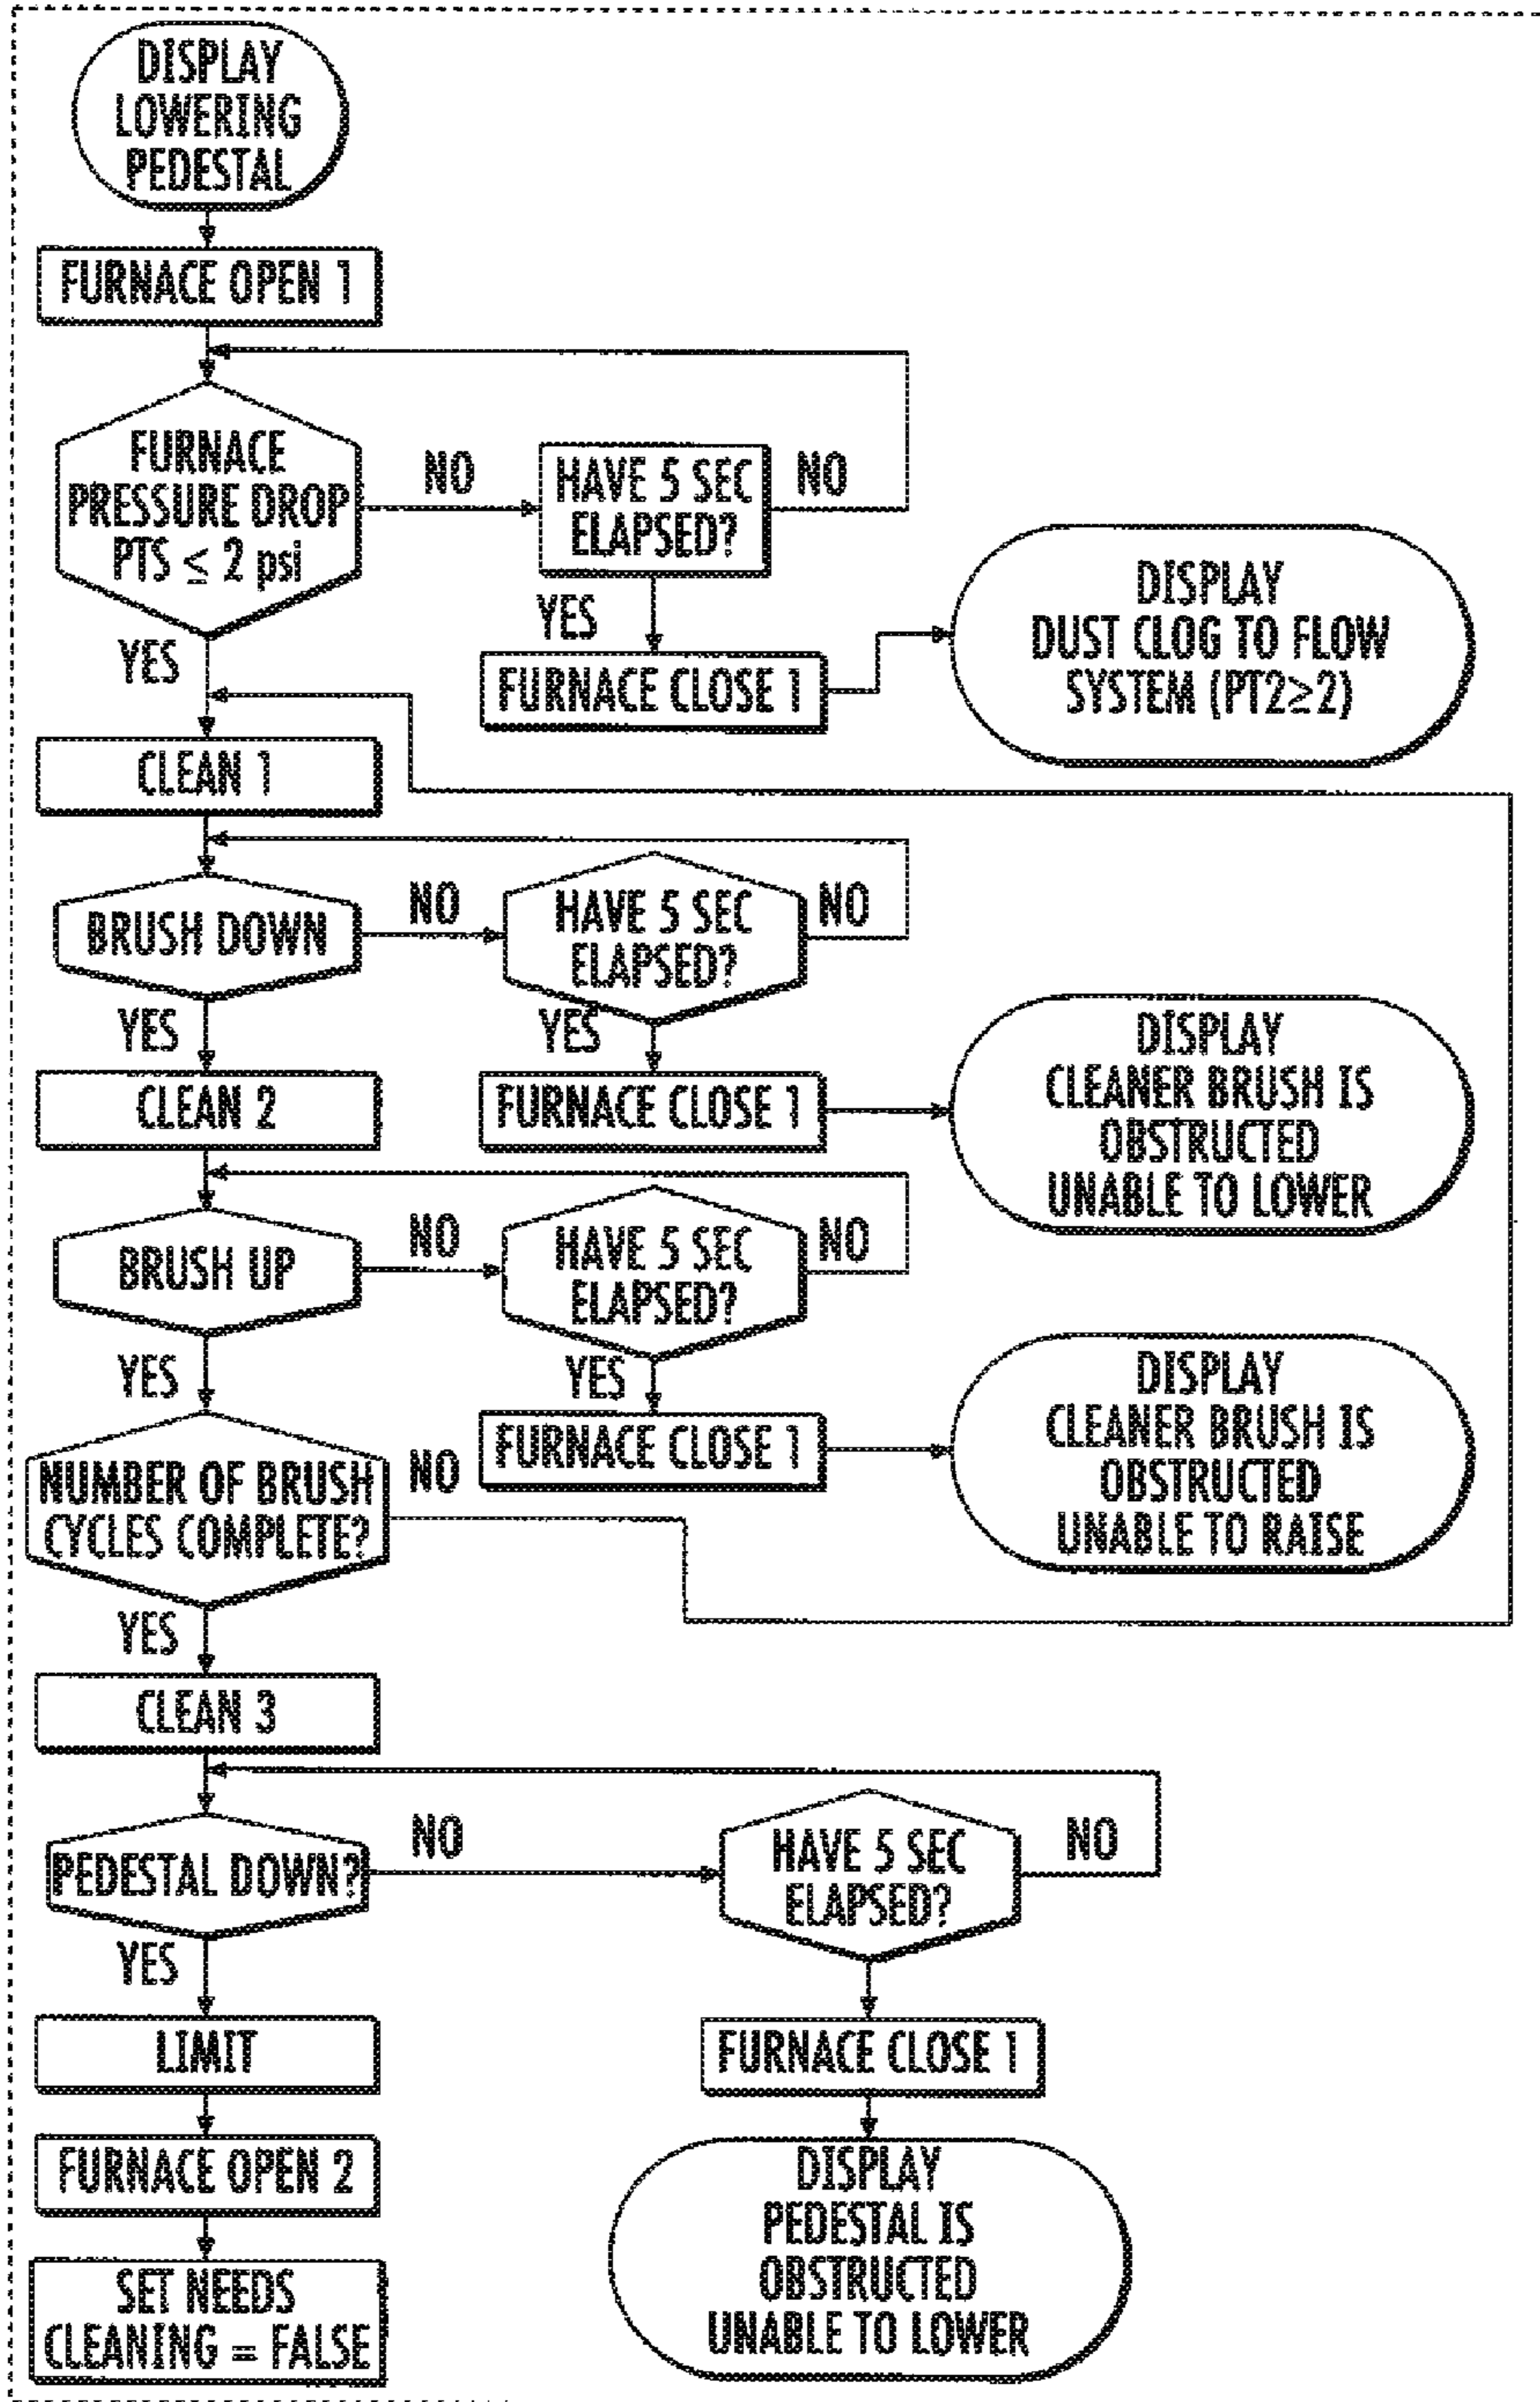 DISPLAY
LOWERING
PEDESTAL
FURNACE OPEN 1
FURNACE
PRESSURE DROP
PTS ≤ 2 psi
NO
HAVE 5 SEC
ELAPSED?
NO
YES
YES
FURNACE CLOSE 1
DISPLAY
DUST CLOG TO FLOW
SYSTEM (PT2≥2)
CLEAN 1
BRUSH DOWN
NO
HAVE 5 SEC
ELAPSED?
NO
YES
YES
CLEAN 2
FURNACE CLOSE 1
DISPLAY
CLEANER BRUSH IS
OBSTRUCTED
UNABLE TO LOWER
BRUSH UP
NO
HAVE 5 SEC
ELAPSED?
NO
YES
YES
FURNACE CLOSE 1
DISPLAY
CLEANER BRUSH IS
OBSTRUCTED
UNABLE TO RAISE
NUMBER OF BRUSH
CYCLES COMPLETE?
NO
YES
CLEAN 3
PEDESTAL DOWN?
NO
HAVE 5 SEC
ELAPSED?
NO
YES
LIMIT
FURNACE CLOSE 1
FURNACE OPEN 2
DISPLAY
PEDESTAL IS
OBSTRUCTED
UNABLE TO LOWER
SET NEEDS
CLEANING = FALSE